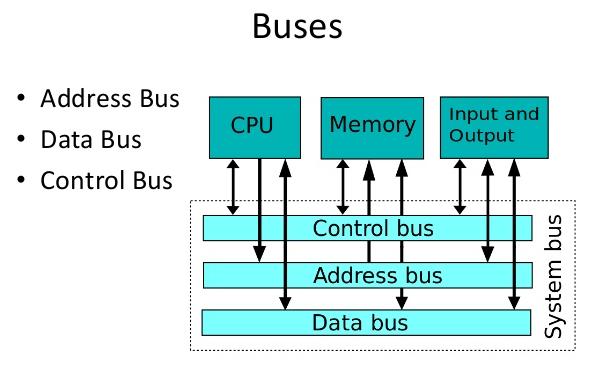 Buses
• Address Bus
• Data Bus
• Control Bus
CPU
Memory
Input and
Output
Control bus
Address bus
Data bus
System bus